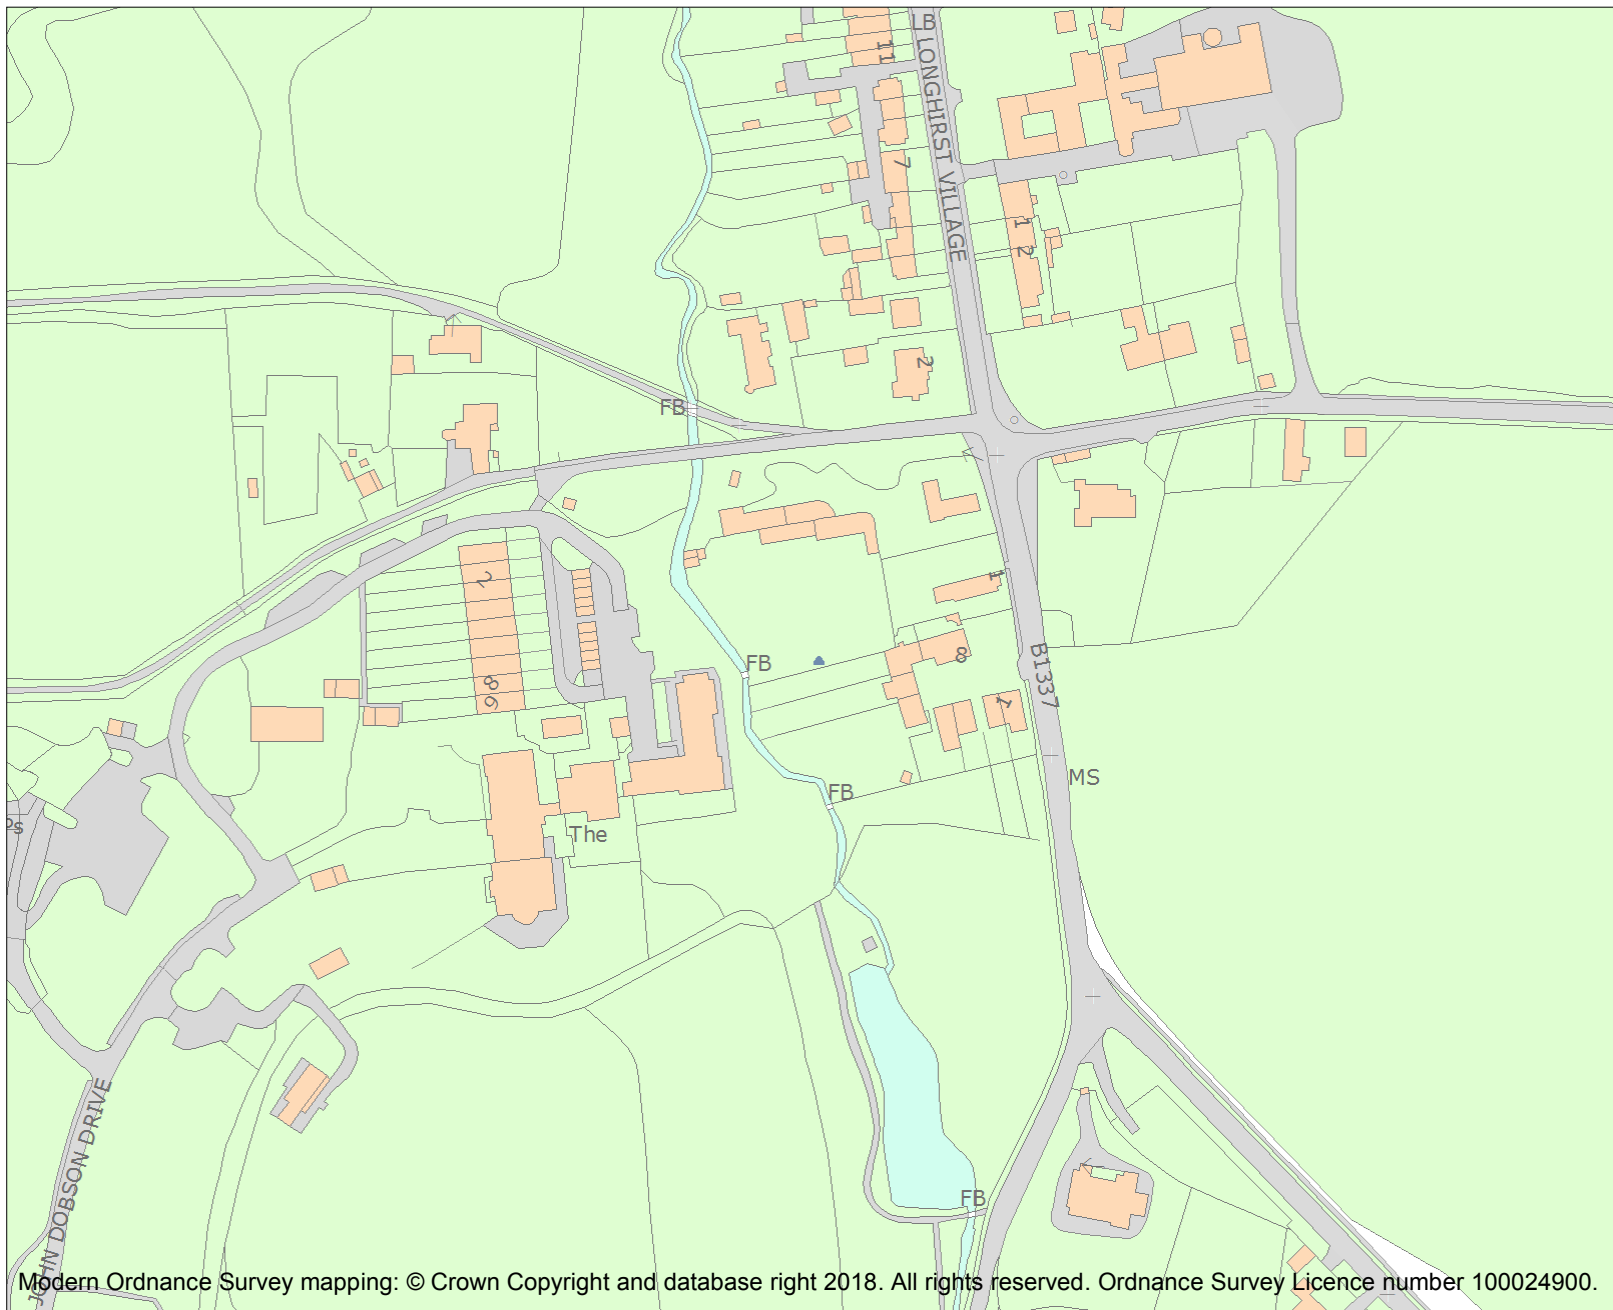 LB
LONGHIRST VILLAGE
11
7
1
2
2
FB
2
1
FB
8
B1337
8
9
1
MS
FB
The
FB
JOHN DOBSON DRIVE
Modern Ordnance Survey mapping: © Crown Copyright and database right 2018. All rights reserved. Ordnance Survey Licence number 100024900.